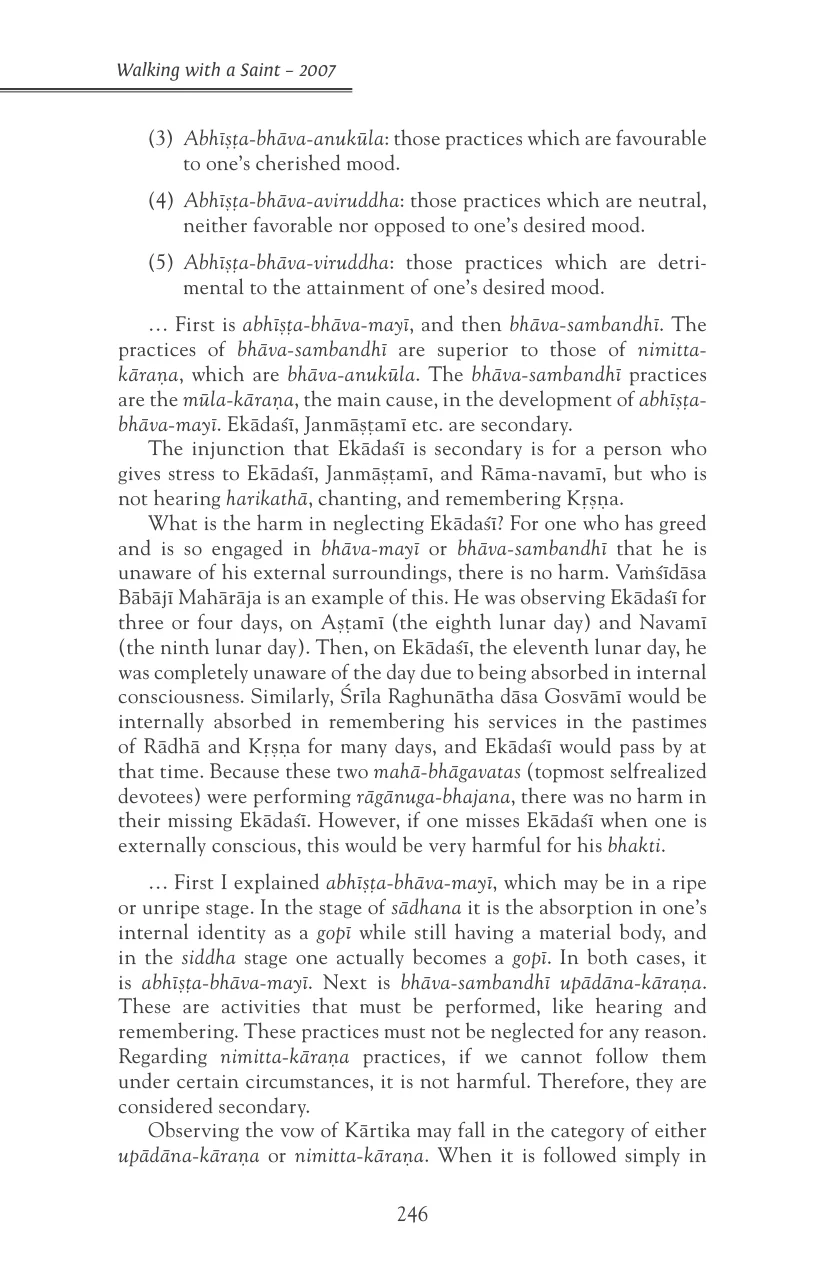 Walking with a Saint – 2007
(3) Abhīṣṭa-bhāva-anukūla: those practices which are favourable
to one's cherished mood.
(4) Abhīṣṭa-bhāva-aviruddha: those practices which are neutral,
neither favorable nor opposed to one's desired mood.
(5) Abhīṣṭa-bhāva-viruddha: those practices which are detri-
mental to the attainment of one's desired mood.
… First is abhīṣṭa-bhāva-mayī, and then bhāva-sambandhī. The
practices of bhāva-sambandhī are superior to those of nimitta-
kāraṇa, which are bhāva-anukūla. The bhāva-sambandhī practices
are the mūla-kāraṇa, the main cause, in the development of abhīṣṭa-
bhāva-mayī. Ekādaśī, Janmāṣṭamī etc. are secondary.
The injunction that Ekādaśī is secondary is for a person who
gives stress to Ekādaśī, Janmāṣṭamī, and Rāma-navamī, but who is
not hearing harikathā, chanting, and remembering Kṛṣṇa.
What is the harm in neglecting Ekādaśī? For one who has greed
and is so engaged in bhāva-mayī or bhāva-sambandhī that he is
unaware of his external surroundings, there is no harm. Vaṁśīdāsa
Bābājī Mahārāja is an example of this. He was observing Ekādaśī for
three or four days, on Aṣṭamī (the eighth lunar day) and Navamī
(the ninth lunar day). Then, on Ekādaśī, the eleventh lunar day, he
was completely unaware of the day due to being absorbed in internal
consciousness. Similarly, Śrīla Raghunātha dāsa Gosvāmī would be
internally absorbed in remembering his services in the pastimes
of Rādhā and Kṛṣṇa for many days, and Ekādaśī would pass by at
that time. Because these two mahā-bhāgavatas (topmost selfrealized
devotees) were performing rāgānuga-bhajana, there was no harm in
their missing Ekādaśī. However, if one misses Ekādaśī when one is
externally conscious, this would be very harmful for his bhakti.
… First I explained abhīṣṭa-bhāva-mayī, which may be in a ripe
or unripe stage. In the stage of sādhana it is the absorption in one's
internal identity as a gopī while still having a material body, and
in the siddha stage one actually becomes a gopī. In both cases, it
is abhīṣṭa-bhāva-mayī. Next is bhāva-sambandhī upādāna-kāraṇa.
These are activities that must be performed, like hearing and
remembering. These practices must not be neglected for any reason.
Regarding nimitta-kāraṇa practices, if we cannot follow them
under certain circumstances, it is not harmful. Therefore, they are
considered secondary.
Observing the vow of Kārtika may fall in the category of either
upādāna-kāraṇa or nimitta-kāraṇa. When it is followed simply in
246